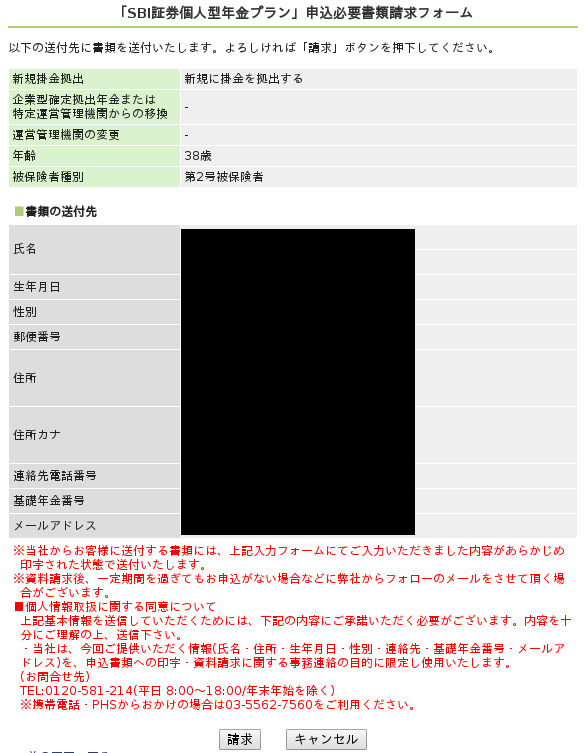 「SBI証券個人型年金プラン」申込必要書類請求フォーム
以下の送付先に書類を送付いたします。よろしければ「請求」ボタンを押下してください。
新規掛金拠出 新規に掛金を拠出する
企業型確定拠出年金または
特定運営管理機関からの移換 -
運営管理機関の変更 -
年齢 38歳
被保険者種別 第2号被保険者
■書類の送付先
氏名
生年月日
性別
郵便番号
住所
住所カナ
連絡先電話番号
基礎年金番号
メールアドレス
※当社からお客様に送付する書類には、上記入力フォームにてご入力いただきました内容があらかじめ
印字された状態で送付いたします。
※資料請求後、一定期間を過ぎてもお申込がない場合などに弊社からフォローのメールをさせて頂く場
合がございます。
■個人情報取扱に関する同意について
上記基本情報を送信していただくためには、下記の内容にご承諾いただく必要がございます。内容を十
分にご理解の上、送信下さい。
・当社は、今回ご提供いただく情報(氏名・住所・生年月日・性別・連絡先・基礎年金番号・メールア
ドレス)を、申込書類への印字・資料請求に関する事務連絡の目的に限定し使用いたします。
(お問合せ先)
TEL:0120-581-214(平日 8:00～18:00/年末年始を除く)
※携帯電話・PHSからおかけの場合は03-5562-7560をご利用ください。
請求 キャンセル